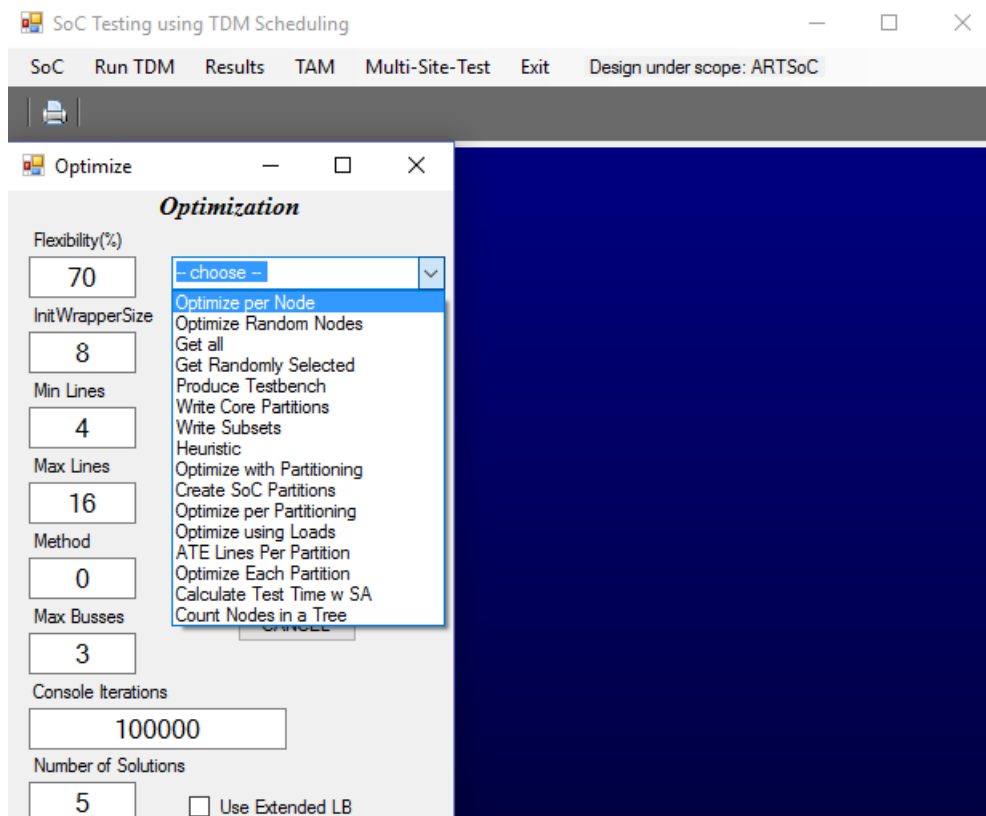 SoC Testing using TDM Scheduling
SoC Run TDM Results TAM Multi-Site-Test Exit Design under scope: ARTSoC
Optimize
Optimization
Flexibility(%)
70
-- choose --
Optimize per Node
InitWrapperSize
Optimize Random Nodes
Get all
8
Get Randomly Selected
Min Lines
Produce Testbench
Write Core Partitions
4
Write Subsets
Heuristic
Max Lines
Optimize with Partitioning
Create SoC Partitions
16
Optimize per Partitioning
Method
Optimize using Loads
ATE Lines Per Partition
0
Optimize Each Partition
Calculate Test Time w SA
Max Busses
Count Nodes in a Tree
CANCEL
3
Console Iterations
100000
Number of Solutions
5
Use Extended LB